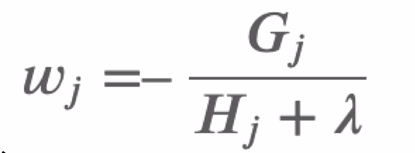 w_j = − G_j / (H_j + λ)